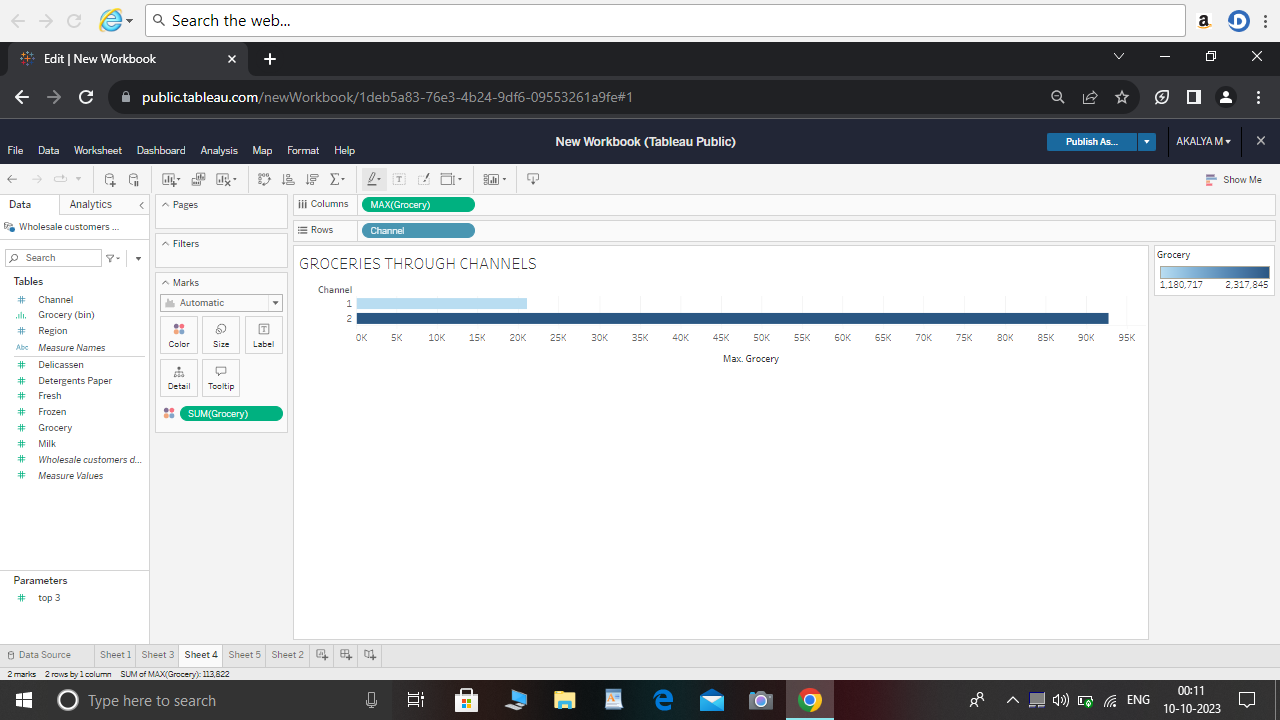 Search the web...
Edit | New Workbook
public.tableau.com/newWorkbook/1deb5a83-76e3-4b24-9df6-09553261a9fe#1
New Workbook (Tableau Public)
Publish As...
AKALYA M
File Data Worksheet Dashboard Analysis Map Format Help
Show Me
Data Analytics
Wholesale customers ...
Search
Tables
Channel
Grocery (bin)
Region
Abc Measure Names
Delicassen
Detergents Paper
Fresh
Frozen
Grocery
Milk
Wholesale customers d...
Measure Values
Parameters
top 3
Pages
Filters
Marks
Automatic
Color Size Label
Detail Tooltip
SUM(Grocery)
Columns MAX(Grocery)
Rows Channel
GROCERIES THROUGH CHANNELS
Channel
1
2
0K 5K 10K 15K 20K 25K 30K 35K 40K 45K 50K 55K 60K 65K 70K 75K 80K 85K 90K 95K
Max. Grocery
Grocery
1,180,717 2,317,845
Data Source Sheet 1 Sheet 3 Sheet 4 Sheet 5 Sheet 2
2 marks 2 rows by 1 column SUM of MAX(Grocery): 113,822
Type here to search
ENG
00:11
10-10-2023